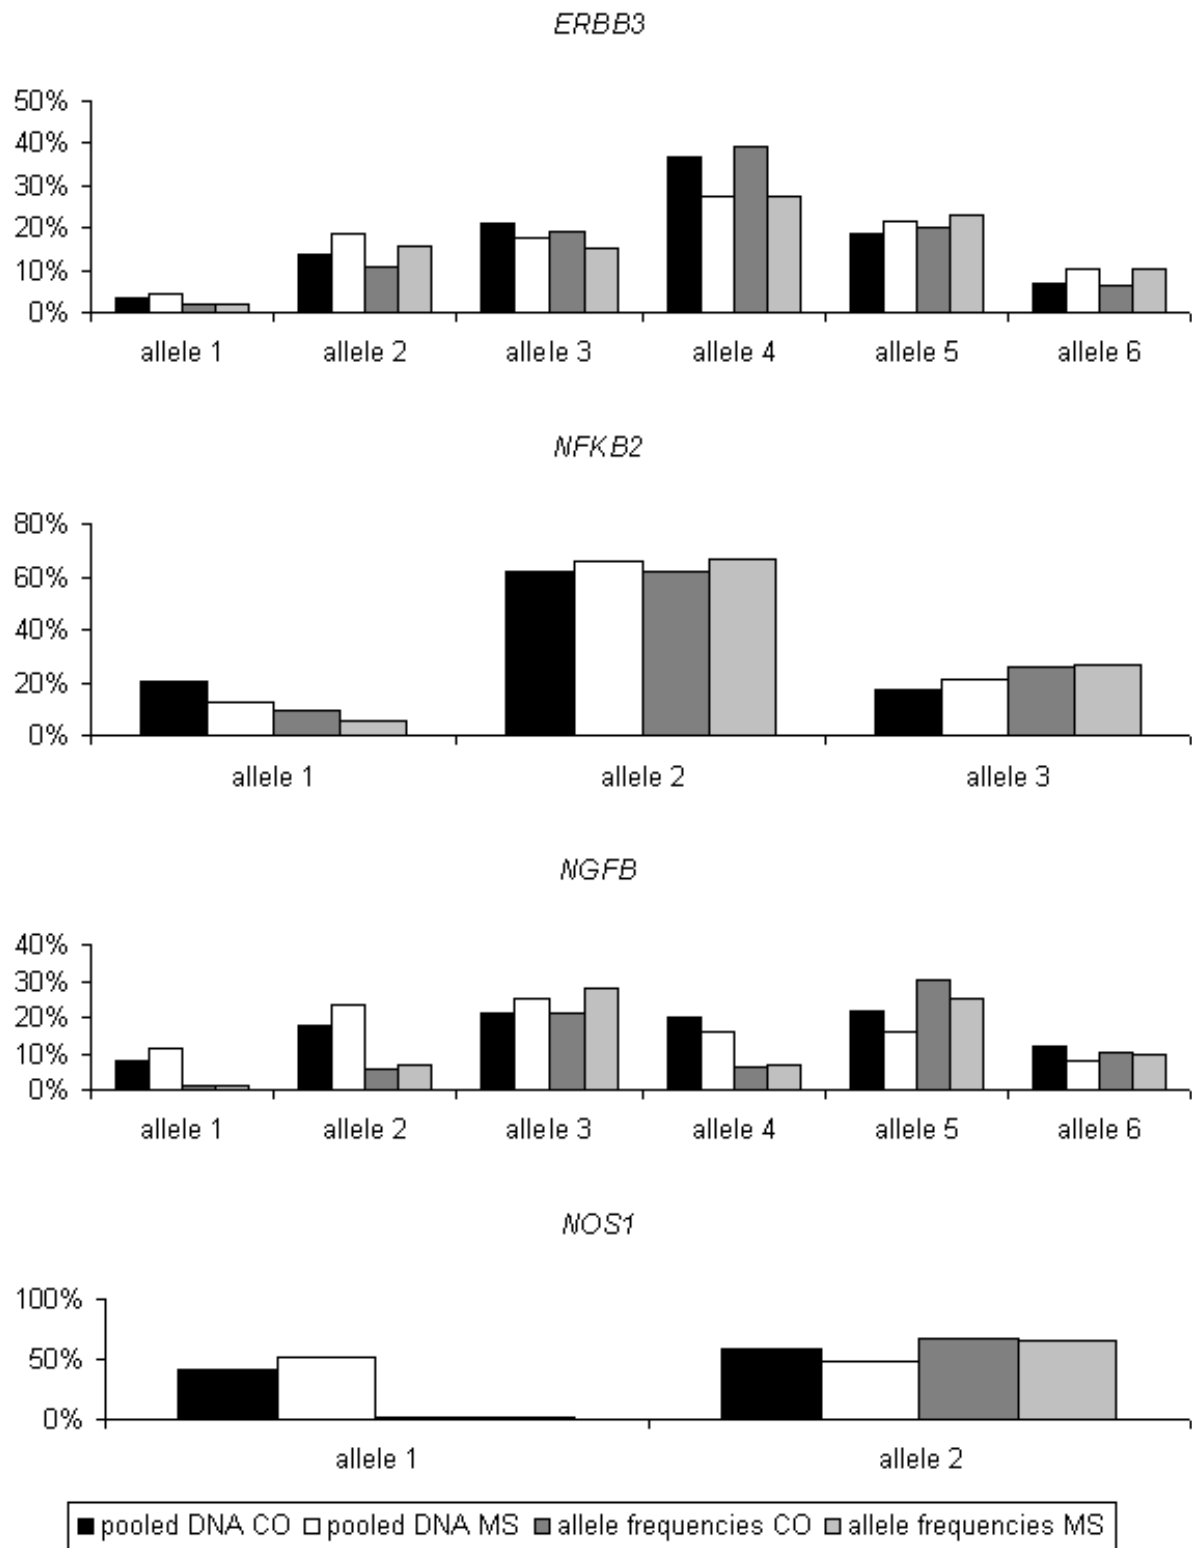 ERBB3
50%
40%
30%
20%
10%
0%
allele 1 allele 2 allele 3 allele 4 allele 5 allele 6
NFKB2
80%
60%
40%
20%
0%
allele 1 allele 2 allele 3
NGFB
40%
30%
20%
10%
0%
allele 1 allele 2 allele 3 allele 4 allele 5 allele 6
NOS1
100%
50%
0%
allele 1 allele 2
pooled DNA CO pooled DNA MS allele frequencies CO allele frequencies MS